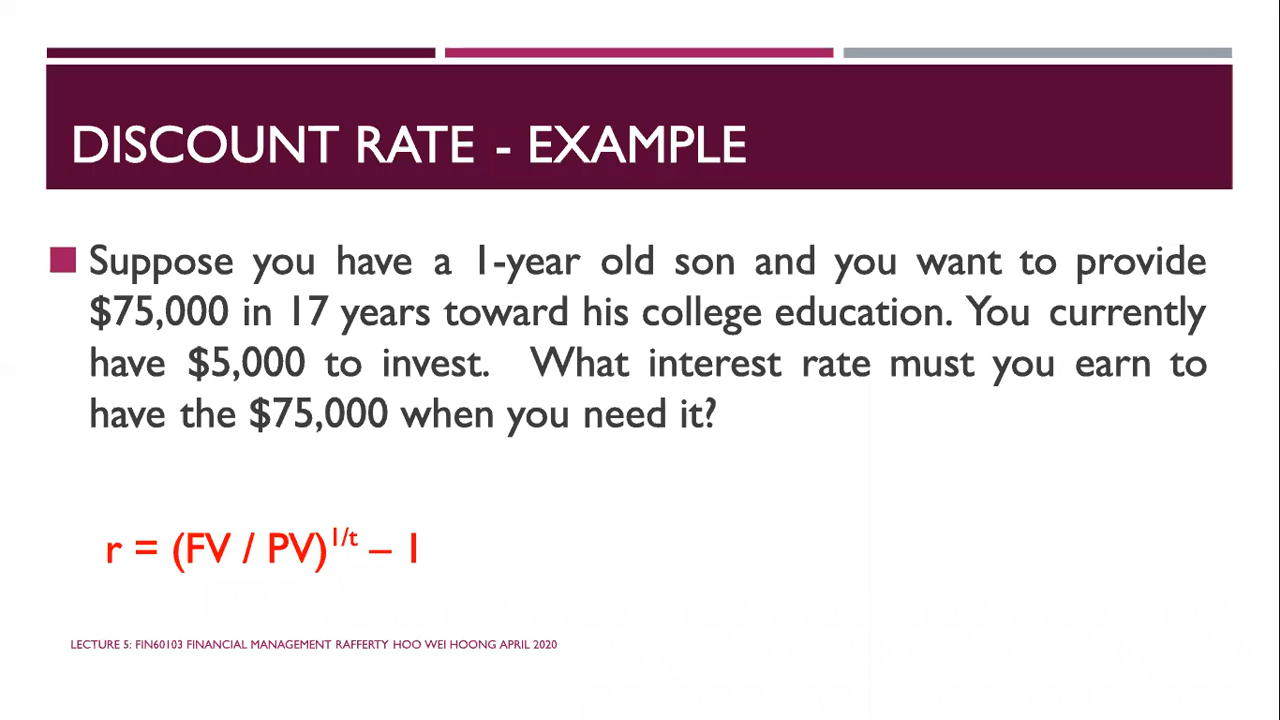 DISCOUNT RATE - EXAMPLE
Suppose you have a 1-year old son and you want to provide
$75,000 in 17 years toward his college education. You currently
have $5,000 to invest. What interest rate must you earn to
have the $75,000 when you need it?
r = (FV / PV)^1/t – 1
LECTURE 5: FIN60103 FINANCIAL MANAGEMENT RAFFERTY HOO WEI HOONG APRIL 2020